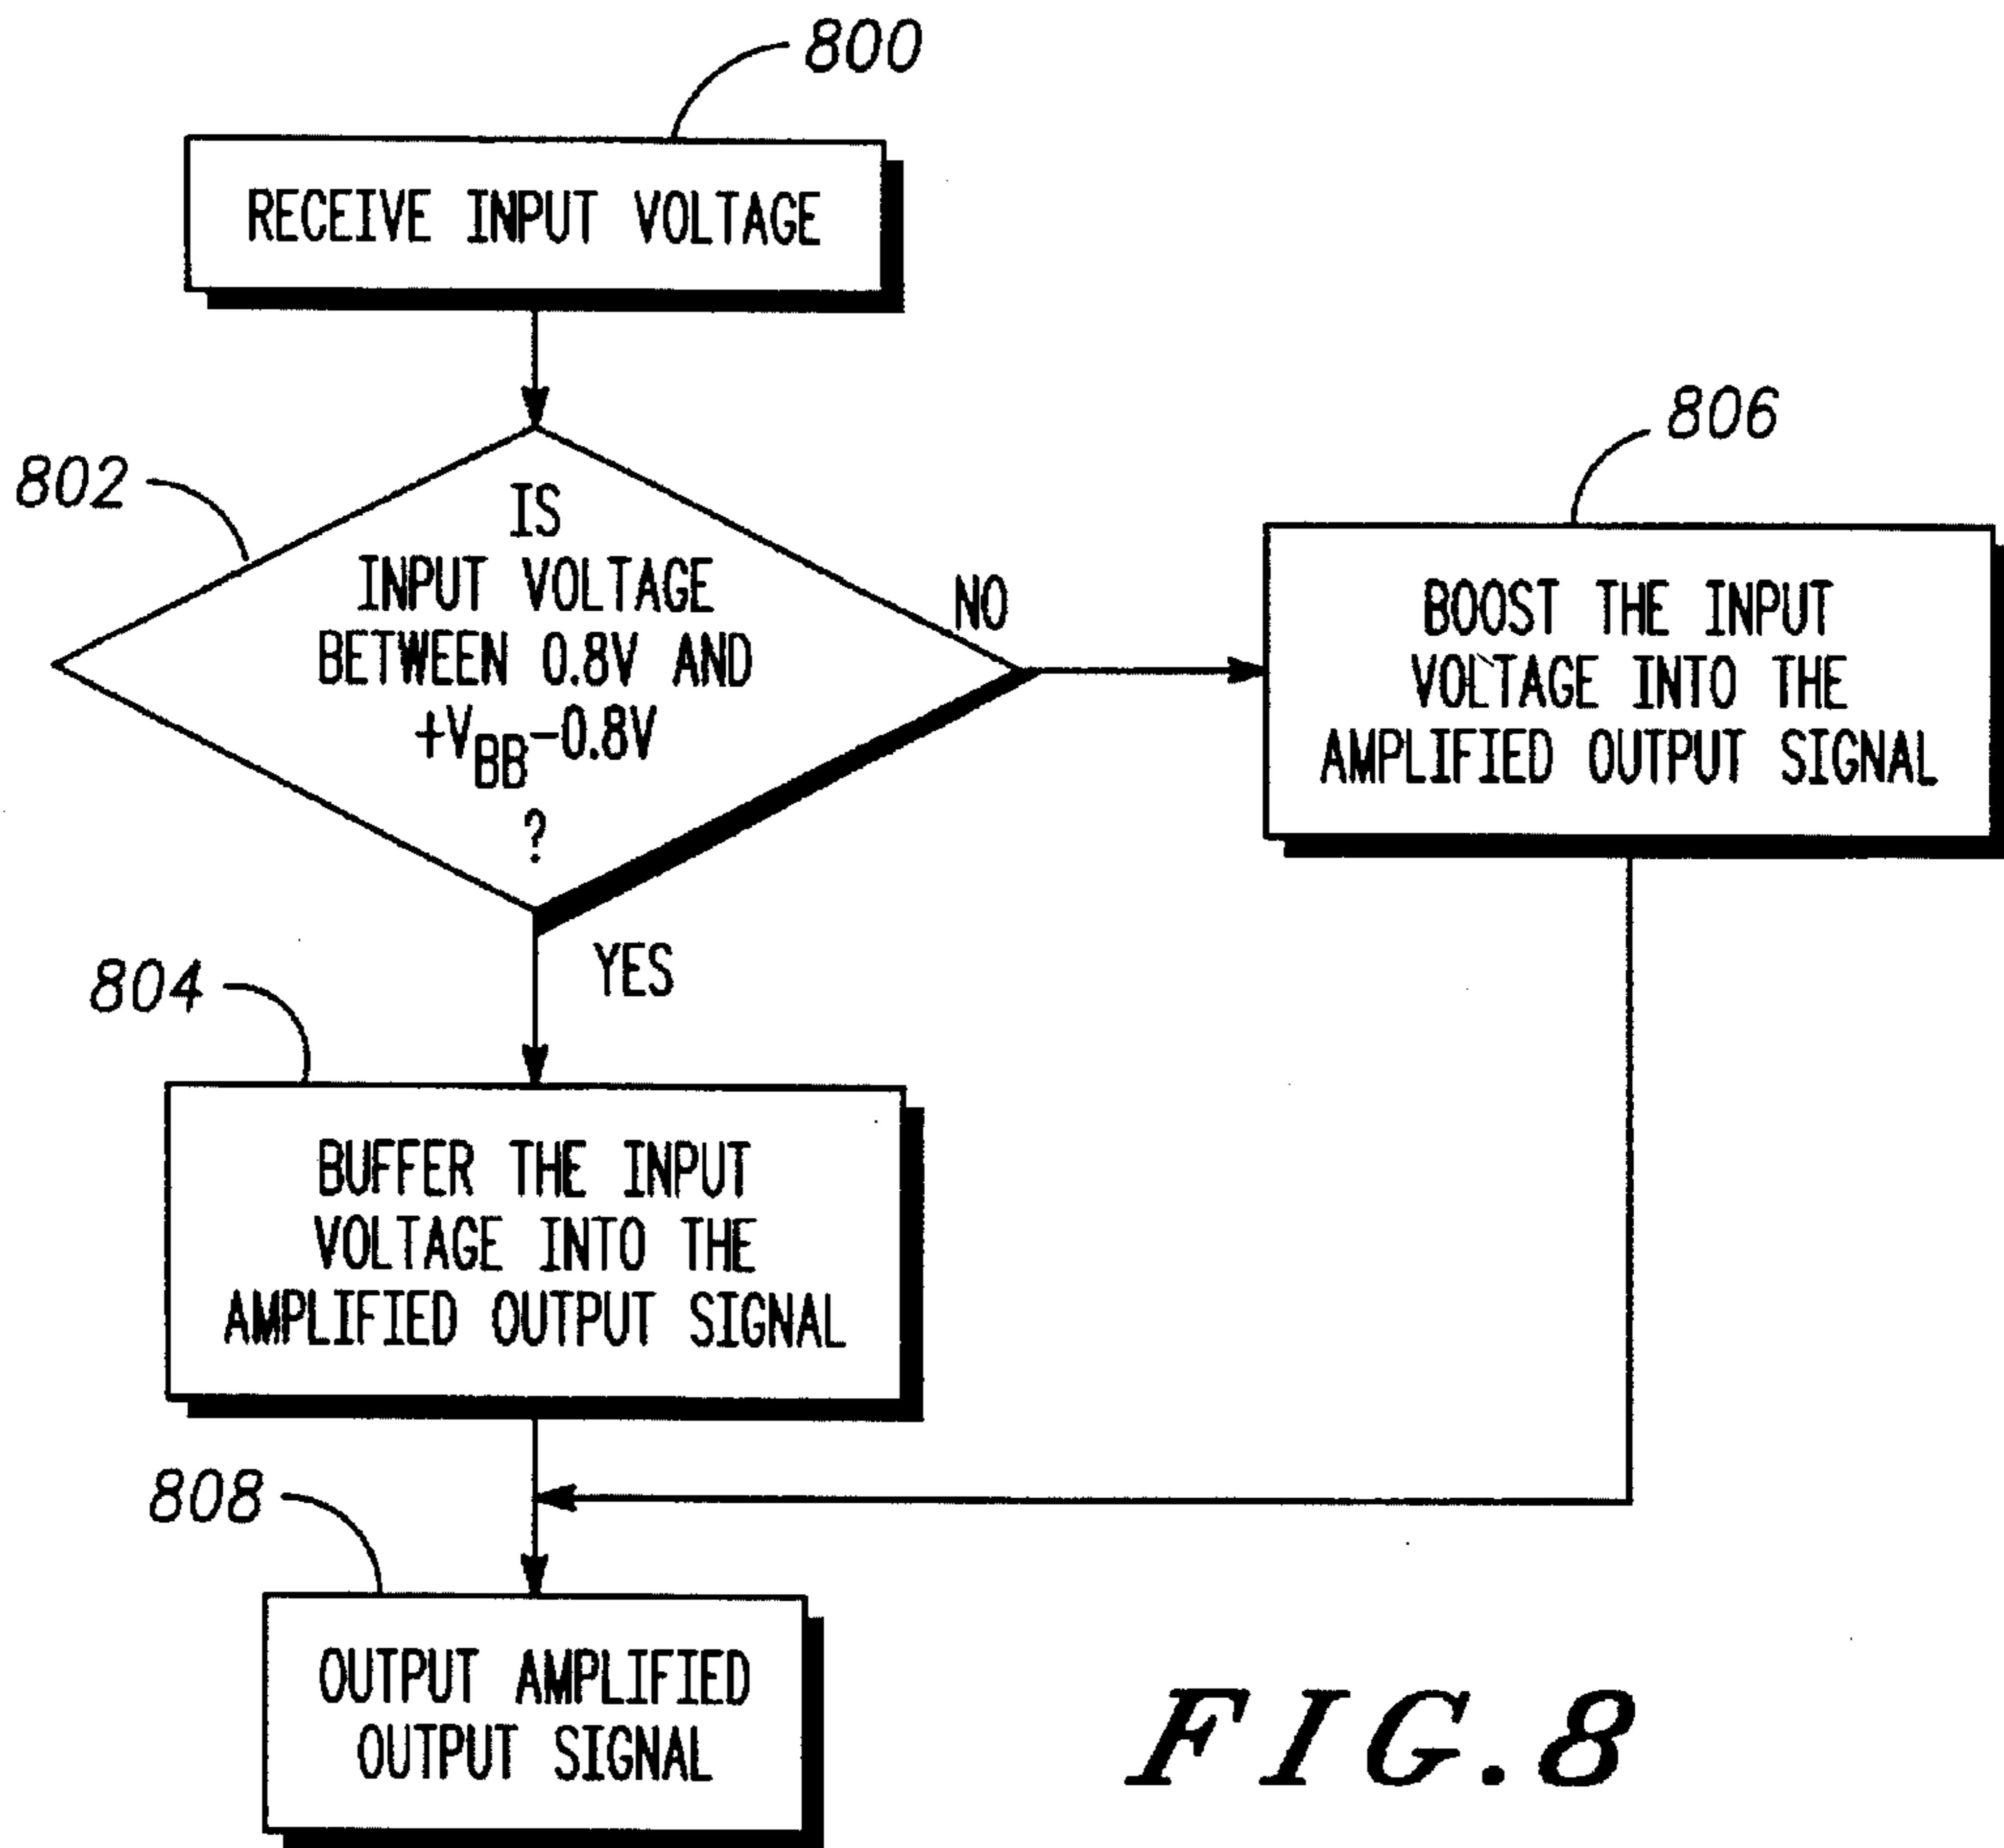 800
RECEIVE INPUT VOLTAGE
802
IS
INPUT VOLTAGE
BETWEEN 0.8V AND
+VBB-0.8V
?
NO
806
BOOST THE INPUT
VOLTAGE INTO THE
AMPLIFIED OUTPUT SIGNAL
YES
804
BUFFER THE INPUT
VOLTAGE INTO THE
AMPLIFIED OUTPUT SIGNAL
808
OUTPUT AMPLIFIED
OUTPUT SIGNAL
FIG.8